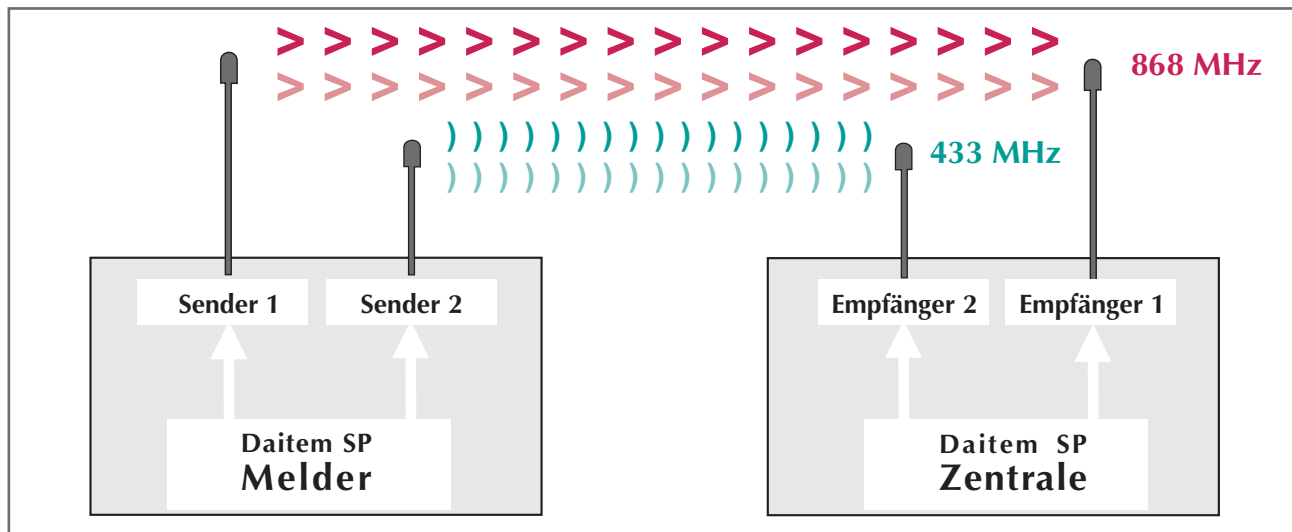 868 MHz
433 MHz
Sender 1
Sender 2
Empfänger 2
Empfänger 1
Daitem SP
Melder
Daitem SP
Zentrale